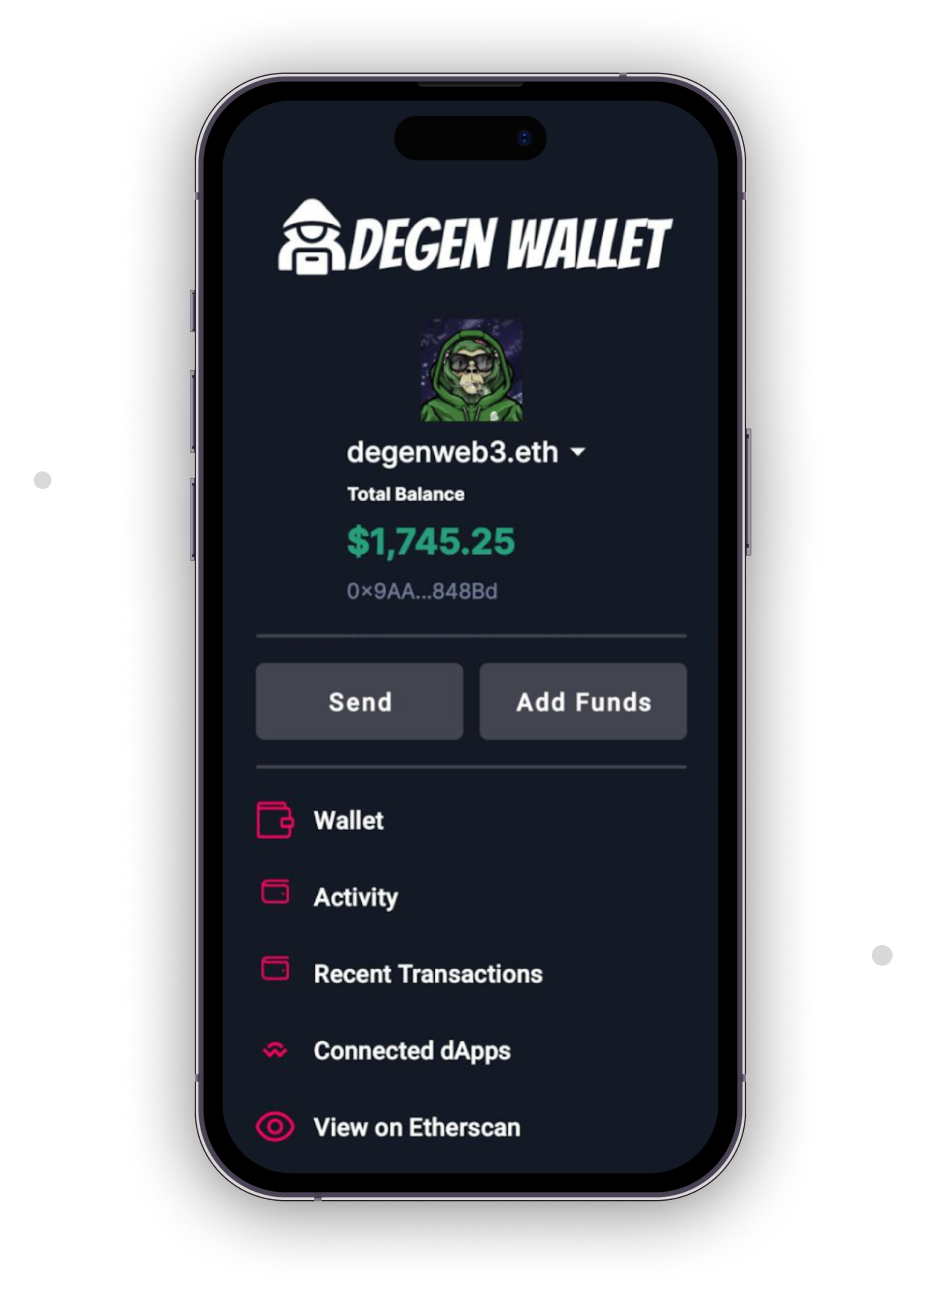 DEGEN WALLET
degenweb3.eth
Total Balance
$1,745.25
0×9AA...848Bd
Send
Add Funds
Wallet
Activity
Recent Transactions
Connected dApps
View on Etherscan